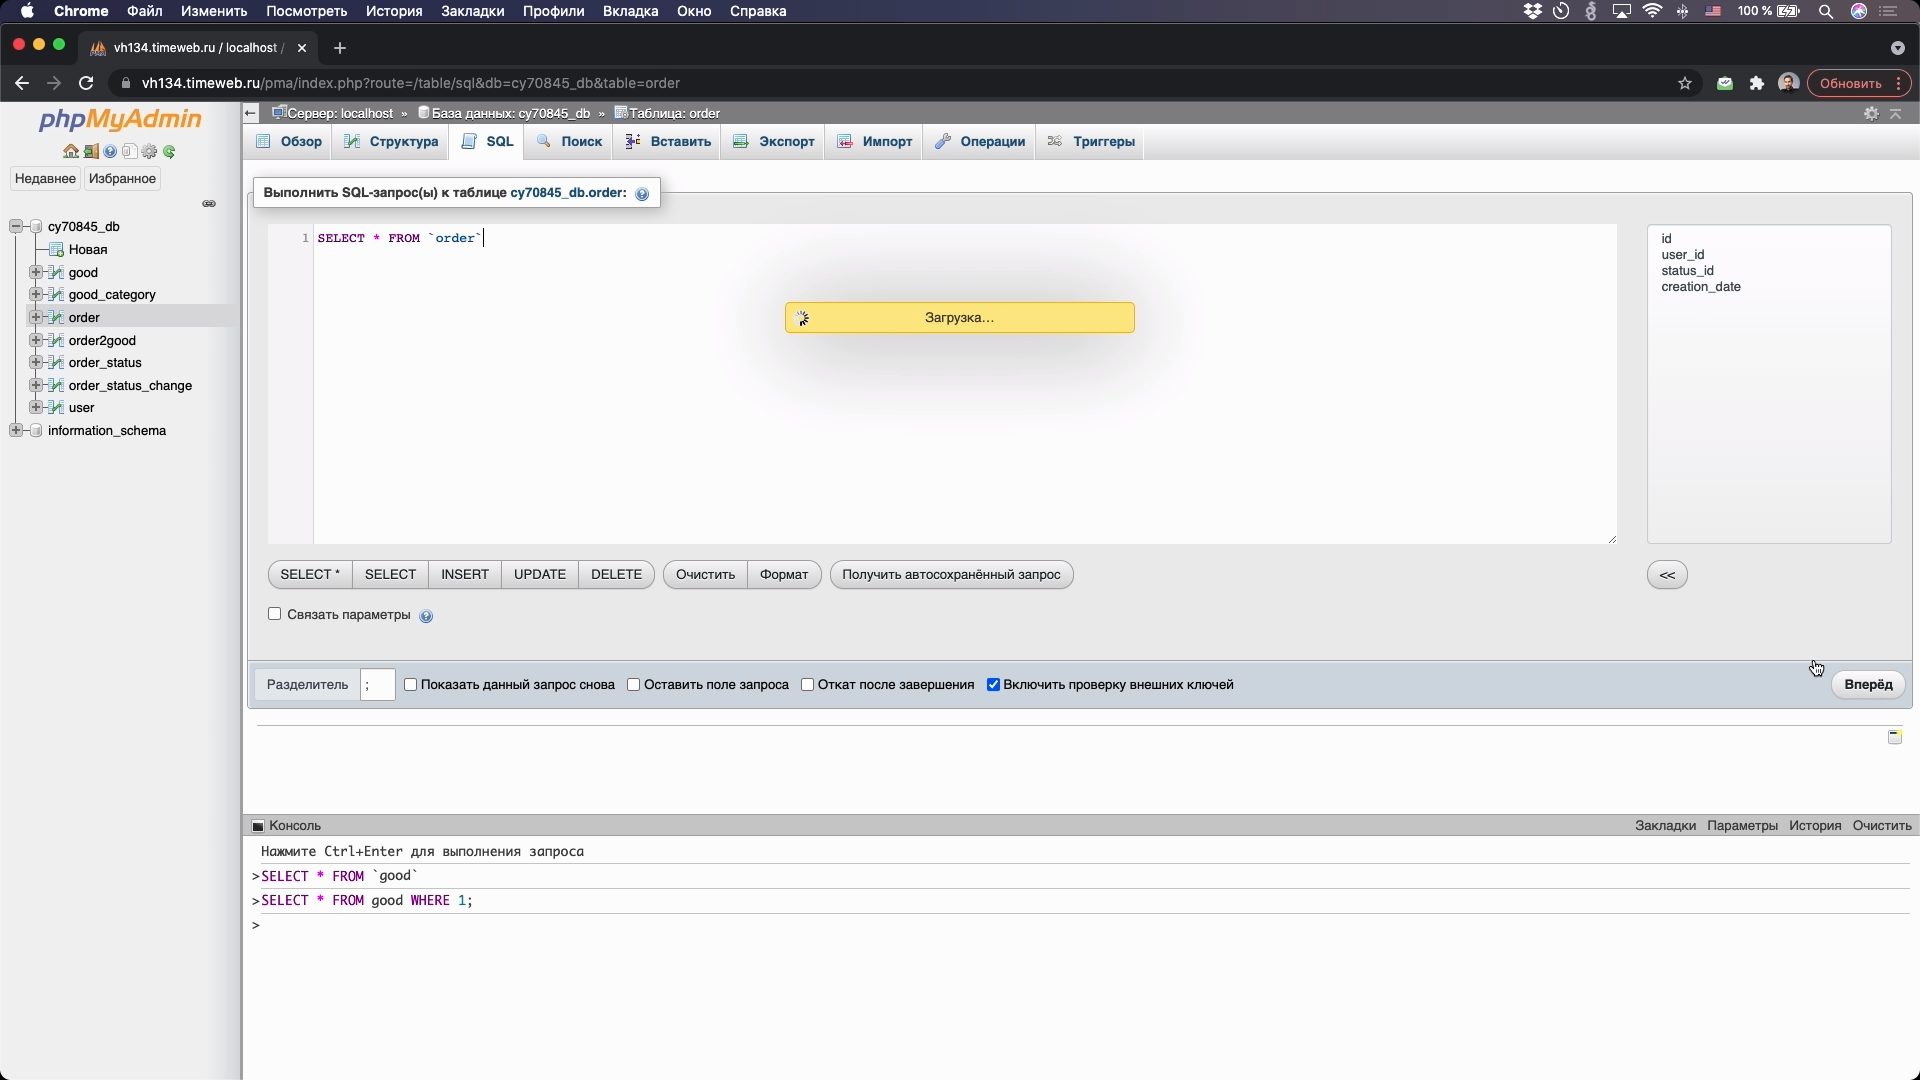 Chrome Файл Изменить Посмотреть История Закладки Профили Вкладка Окно Справка 100 %
vh134.timeweb.ru / localhost /
vh134.timeweb.ru/pma/index.php?route=/table/sql&db=cy70845_db&table=order Обновить
phpMyAdmin
Недавнее Избранное
cy70845_db
Новая
good
good_category
order
order2good
order_status
order_status_change
user
information_schema
Сервер: localhost » База данных: cy70845_db » Таблица: order
Обзор Структура SQL Поиск Вставить Экспорт Импорт Операции Триггеры
Выполнить SQL-запрос(ы) к таблице cy70845_db.order:
1 SELECT * FROM `order`
Загрузка…
id
user_id
status_id
creation_date
SELECT * SELECT INSERT UPDATE DELETE Очистить Формат Получить автосохранённый запрос <<
Связать параметры
Разделитель ; Показать данный запрос снова Оставить поле запроса Откат после завершения Включить проверку внешних ключей Вперёд
Консоль Закладки Параметры История Очистить
Нажмите Ctrl+Enter для выполнения запроса
>SELECT * FROM `good`
>SELECT * FROM good WHERE 1;
>